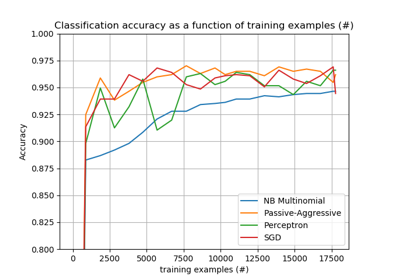 Classification accuracy as a function of training examples (#)
1.000
0.975
0.950
0.925
0.900
0.875
0.850
0.825
0.800
Accuracy
NB Multinomial
Passive-Aggressive
Perceptron
SGD
0 2500 5000 7500 10000 12500 15000 17500
training examples (#)